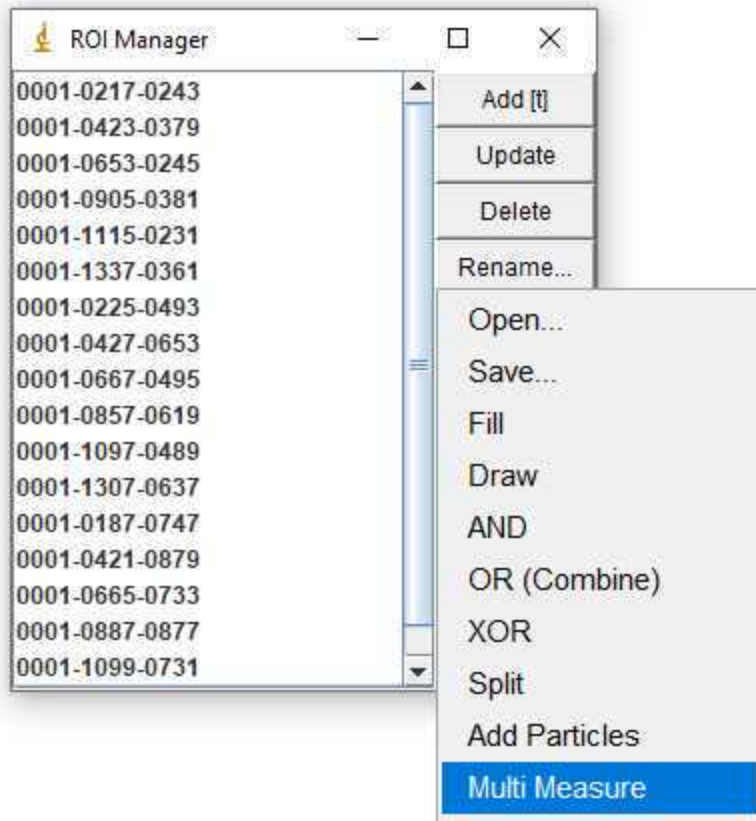 ROI Manager
0001-0217-0243
0001-0423-0379
0001-0653-0245
0001-0905-0381
0001-1115-0231
0001-1337-0361
0001-0225-0493
0001-0427-0653
0001-0667-0495
0001-0857-0619
0001-1097-0489
0001-1307-0637
0001-0187-0747
0001-0421-0879
0001-0665-0733
0001-0887-0877
0001-1099-0731
Add [t]
Update
Delete
Rename...
Open...
Save...
Fill
Draw
AND
OR (Combine)
XOR
Split
Add Particles
Multi Measure